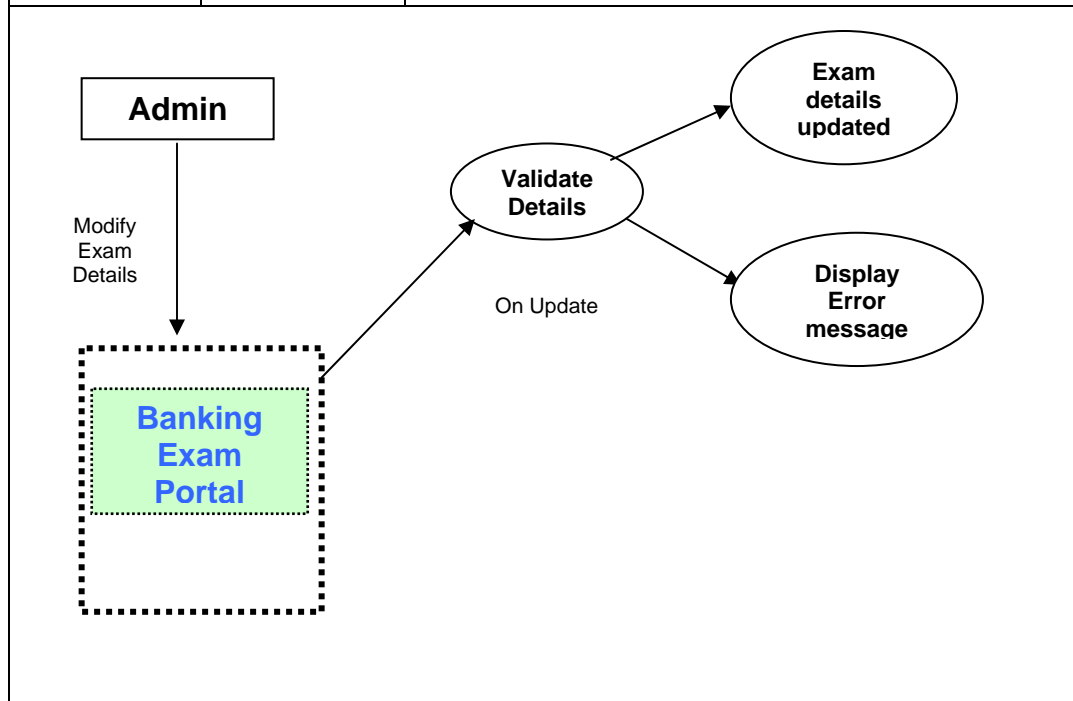 Admin
Modify
Exam
Details
Banking
Exam
Portal
Validate
Details
On Update
Exam
details
updated
Display
Error
message